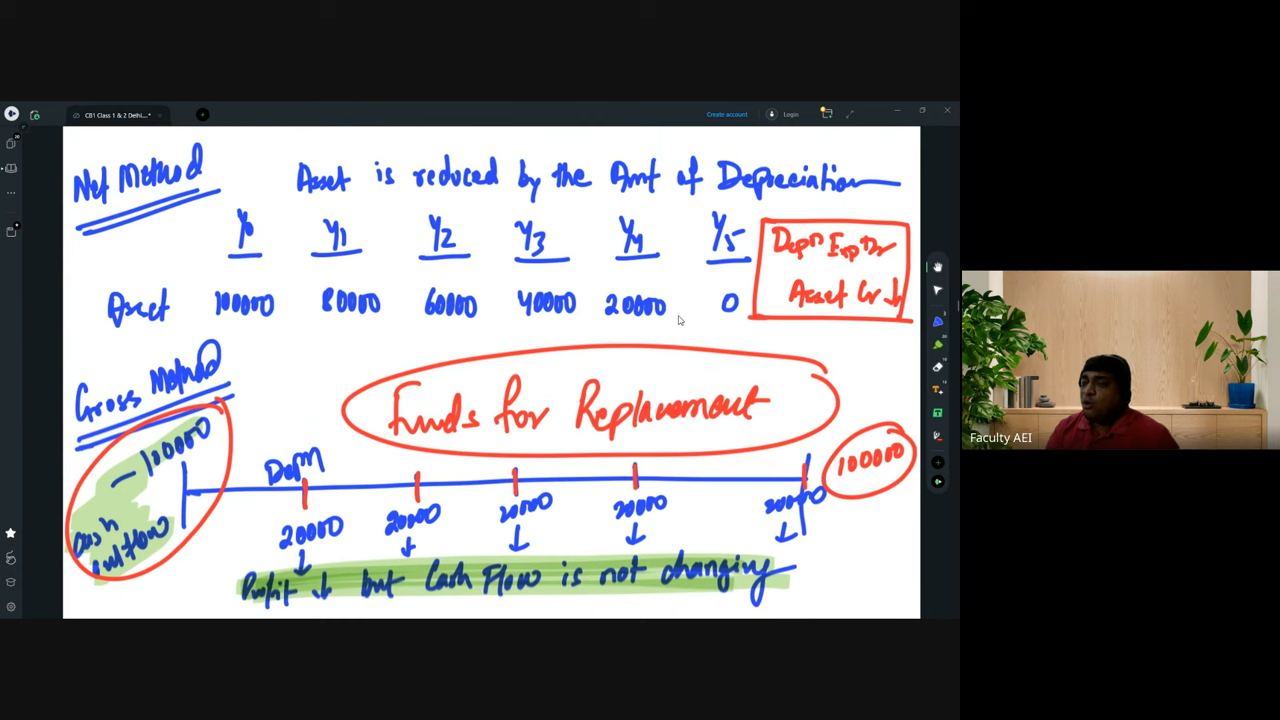 CB1 Class 1 & 2 Delhi...*
Create account
Login
Net Method
Asset is reduced by the Amt of Depreciation
Y0 Y1 Y2 Y3 Y4 Y5
Asset 100000 80000 60000 40000 20000 0
Depn Exp Dr
Asset Cr ↓
Gross Method
Funds for Replacement
- 100000
Cash outflow
Depn
20000 20000 20000 20000 20000
100000
Profit ↓ but Cash Flow is not changing
Faculty AEI